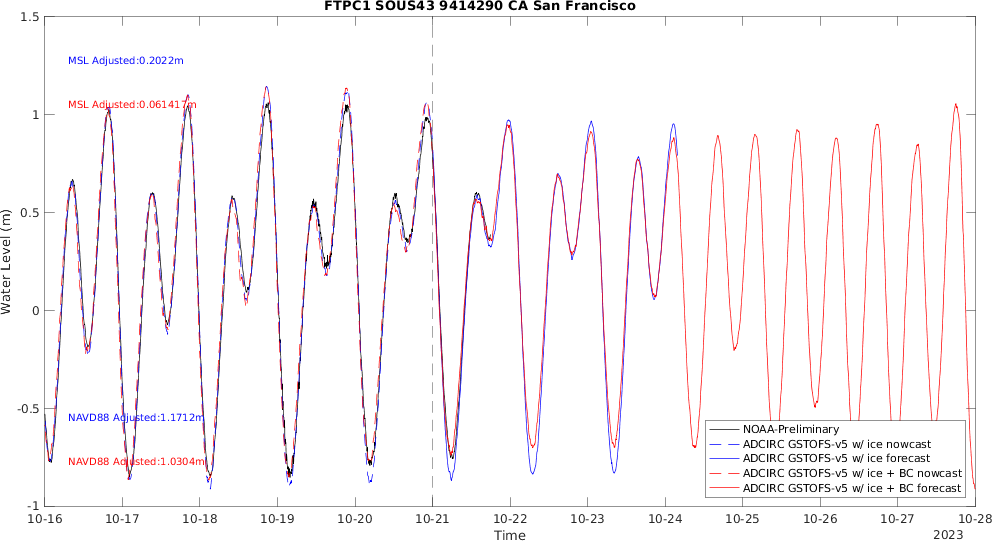 FTPC1 SOUS43 9414290 CA San Francisco
1.5
1
0.5
0
-0.5
-1
Water Level (m)
MSL Adjusted:0.2022m
MSL Adjusted:0.061417m
NAVD88 Adjusted:1.1712m
NAVD88 Adjusted:1.0304m
NOAA-Preliminary
ADCIRC GSTOFS-v5 w/ ice nowcast
ADCIRC GSTOFS-v5 w/ ice forecast
ADCIRC GSTOFS-v5 w/ ice + BC nowcast
ADCIRC GSTOFS-v5 w/ ice + BC forecast
10-16 10-17 10-18 10-19 10-20 10-21 10-22 10-23 10-24 10-25 10-26 10-27 10-28
Time
2023